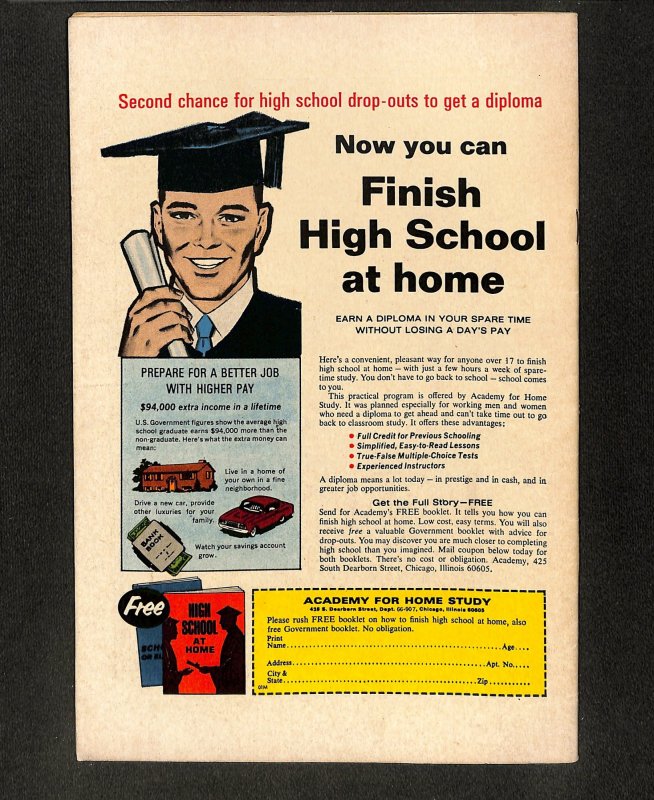 Second chance for high school drop-outs to get a diploma
Now you can
Finish
High School
at home
EARN A DIPLOMA IN YOUR SPARE TIME
WITHOUT LOSING A DAY'S PAY
Here's a convenient, pleasant way for anyone over 17 to finish
high school at home — with just a few hours a week of spare-
time study. You don't have to go back to school — school comes
to you.
This practical program is offered by Academy for Home
Study. It was planned especially for working men and women
who need a diploma to get ahead and can't take time out to go
back to classroom study. It offers these advantages:
• Full Credit for Previous Schooling
• Simplified, Easy-to-Read Lessons
• True-False Multiple-Choice Tests
• Experienced Instructors
A diploma means a lot today — in prestige and in cash, and in
greater job opportunities.
Get the Full Story—FREE
Send for Academy's FREE booklet. It tells you how you can
finish high school at home. Low cost, easy terms. You will also
receive free a valuable Government booklet with advice for
drop-outs. You may discover you are much closer to completing
high school than you imagined. Mail coupon below today for
both booklets. There's no cost or obligation. Academy, 425
South Dearborn Street, Chicago, Illinois 60605.
PREPARE FOR A BETTER JOB
WITH HIGHER PAY
$94,000 extra income in a lifetime
U.S. Government figures show the average high
school graduate earns $94,000 more than the
non-graduate. Here's what the extra money can
mean:
Live in a home of
your own in a fine
neighborhood.
Drive a new car, provide
other luxuries for your
family.
BANK
BOOK
Watch your savings account
grow.
Free
HIGH
SCHOOL
AT
HOME
SCHO
OR EL
ACADEMY FOR HOME STUDY
425 S. Dearborn Street, Dept. 66-907, Chicago, Illinois 60605
Please rush FREE booklet on how to finish high school at home, also
free Government booklet. No obligation.
Print
Name.................................................Age....
Address..............................................Apt. No.....
City &
State................................................Zip...........
01M